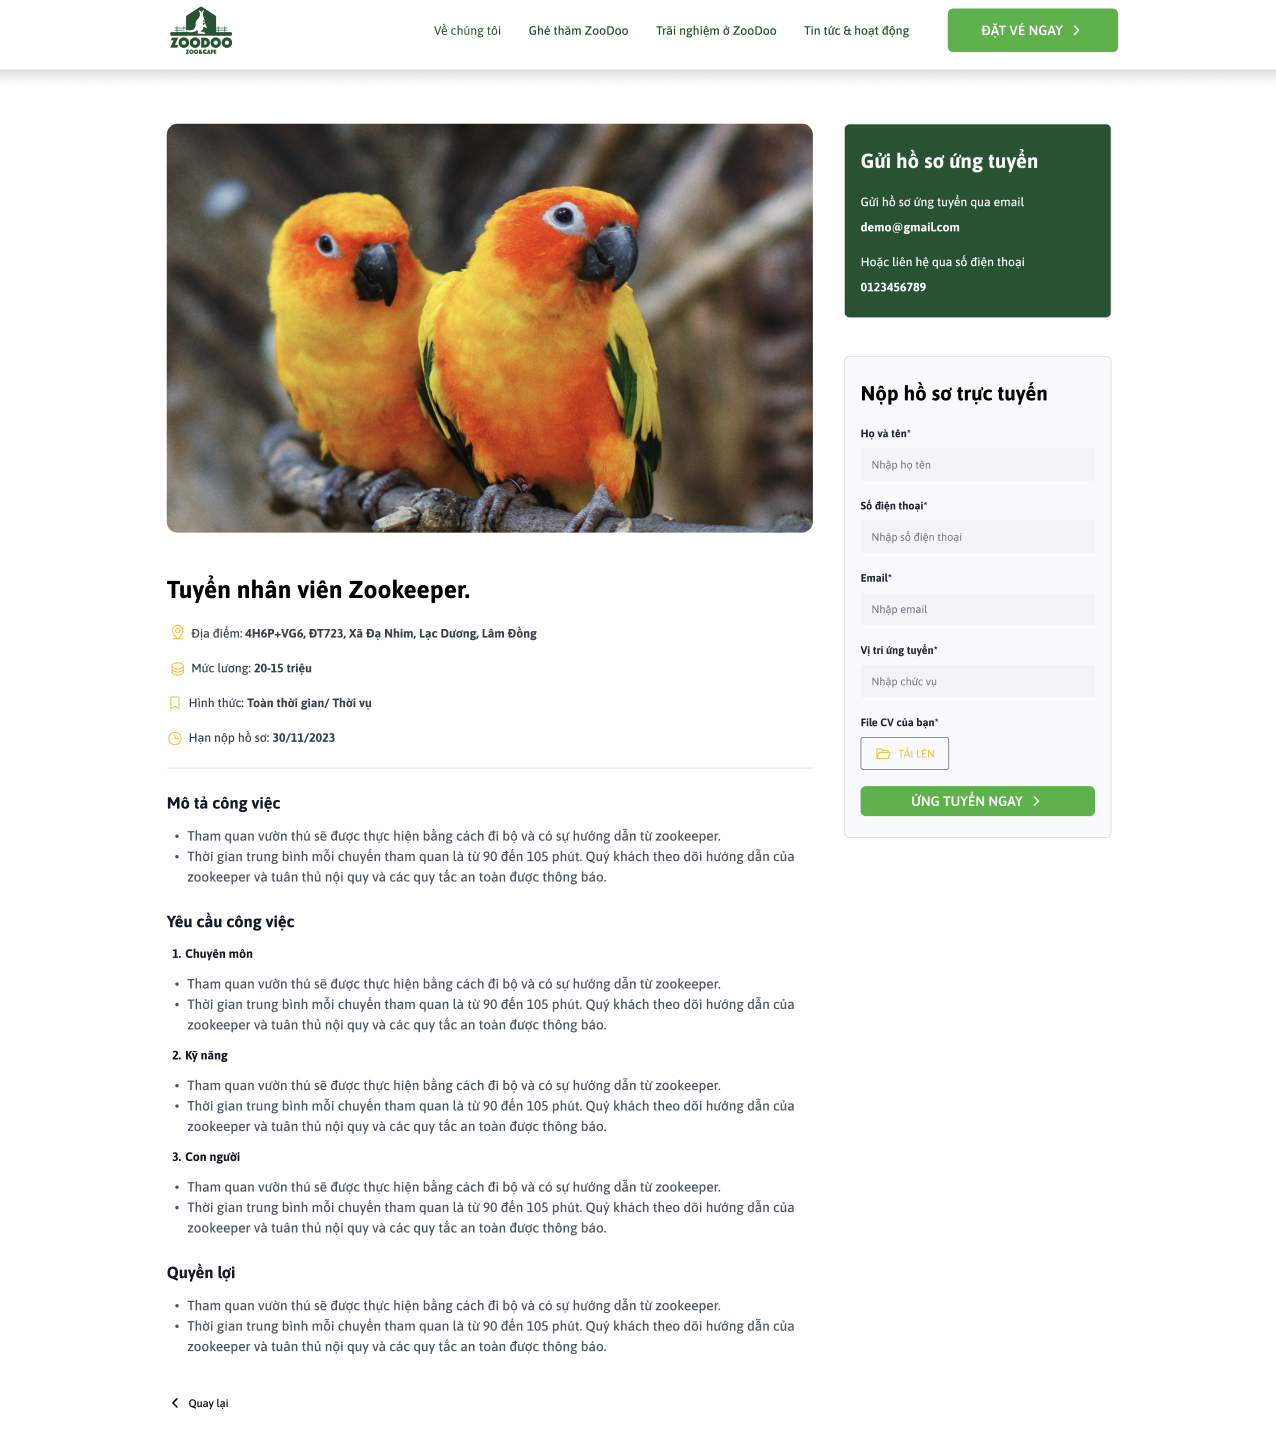 ZOODOO
ZOO&CAFE
Về chúng tôi
Ghé thăm ZooDoo
Trãi nghiệm ở ZooDoo
Tin tức & hoạt động
ĐẶT VÉ NGAY
Gửi hồ sơ ứng tuyển
Gửi hồ sơ ứng tuyển qua email
demo@gmail.com
Hoặc liên hệ qua số điện thoại
0123456789
Nộp hồ sơ trực tuyến
Họ và tên*
Nhập họ tên
Số điện thoại*
Nhập số điện thoại
Email*
Nhập email
Vị trí ứng tuyển*
Nhập chức vụ
File CV của bạn*
TẢI LÊN
ỨNG TUYỂN NGAY
Tuyển nhân viên Zookeeper.
Địa điểm: 4H6P+VG6, ĐT723, Xã Đạ Nhim, Lạc Dương, Lâm Đồng
Mức lương: 20-15 triệu
Hình thức: Toàn thời gian/ Thời vụ
Hạn nộp hồ sơ: 30/11/2023
Mô tả công việc
• Tham quan vườn thú sẽ được thực hiện bằng cách đi bộ và có sự hướng dẫn từ zookeeper.
• Thời gian trung bình mỗi chuyến tham quan là từ 90 đến 105 phút. Quý khách theo dõi hướng dẫn của
zookeeper và tuân thủ nội quy và các quy tắc an toàn được thông báo.
Yêu cầu công việc
1. Chuyên môn
• Tham quan vườn thú sẽ được thực hiện bằng cách đi bộ và có sự hướng dẫn từ zookeeper.
• Thời gian trung bình mỗi chuyến tham quan là từ 90 đến 105 phút. Quý khách theo dõi hướng dẫn của
zookeeper và tuân thủ nội quy và các quy tắc an toàn được thông báo.
2. Kỹ năng
• Tham quan vườn thú sẽ được thực hiện bằng cách đi bộ và có sự hướng dẫn từ zookeeper.
• Thời gian trung bình mỗi chuyến tham quan là từ 90 đến 105 phút. Quý khách theo dõi hướng dẫn của
zookeeper và tuân thủ nội quy và các quy tắc an toàn được thông báo.
3. Con người
• Tham quan vườn thú sẽ được thực hiện bằng cách đi bộ và có sự hướng dẫn từ zookeeper.
• Thời gian trung bình mỗi chuyến tham quan là từ 90 đến 105 phút. Quý khách theo dõi hướng dẫn của
zookeeper và tuân thủ nội quy và các quy tắc an toàn được thông báo.
Quyền lợi
• Tham quan vườn thú sẽ được thực hiện bằng cách đi bộ và có sự hướng dẫn từ zookeeper.
• Thời gian trung bình mỗi chuyến tham quan là từ 90 đến 105 phút. Quý khách theo dõi hướng dẫn của
zookeeper và tuân thủ nội quy và các quy tắc an toàn được thông báo.
Quay lại